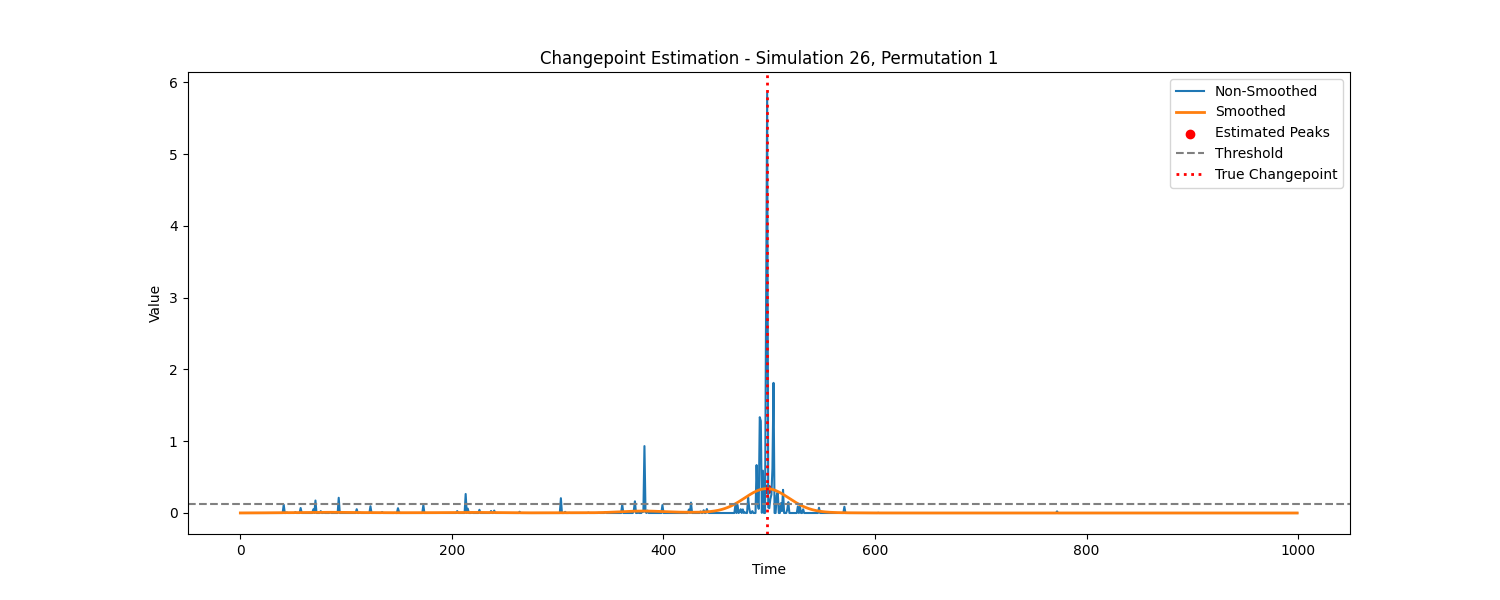 Changepoint Estimation - Simulation 26, Permutation 1
Non-Smoothed
Smoothed
Estimated Peaks
Threshold
True Changepoint
Value
6
5
4
3
2
1
0
0 200 400 600 800 1000
Time